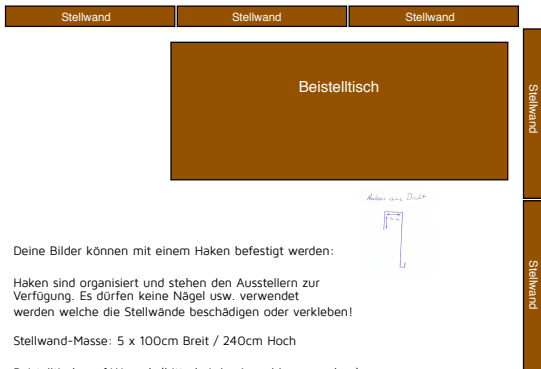 Stellwand
Stellwand
Stellwand
Stellwand
Beistelltisch
Haken aus Draht
Stellwand
Deine Bilder können mit einem Haken befestigt werden:
Haken sind organisiert und stehen den Ausstellern zur
Verfügung. Es dürfen keine Nägel usw. verwendet
werden welche die Stellwände beschädigen oder verkleben!
Stellwand-Masse: 5 x 100cm Breit / 240cm Hoch